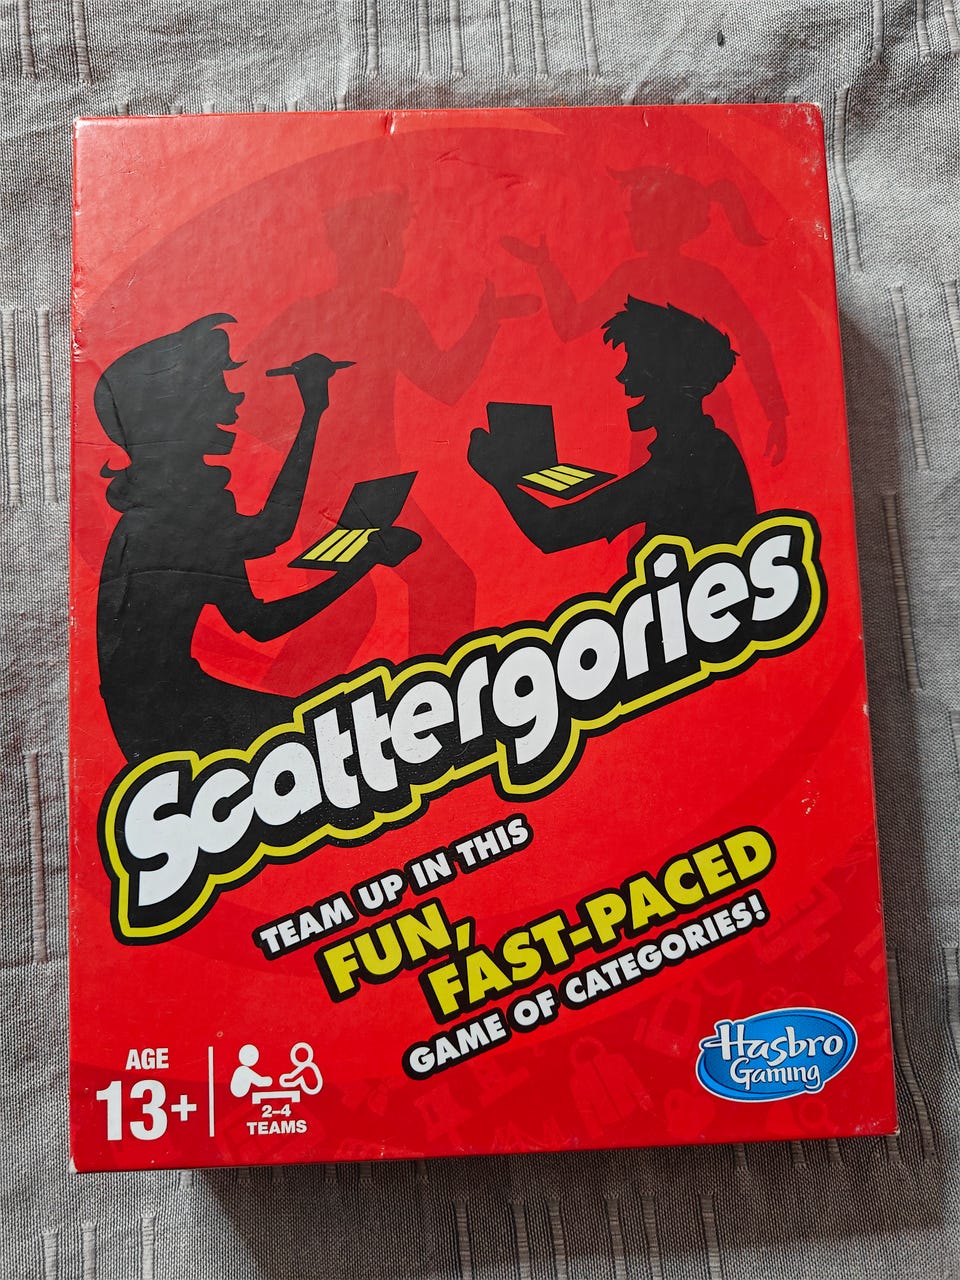 Scattergories
TEAM UP IN THIS
FUN,
FAST-PACED
GAME OF CATEGORIES!
AGE
13+
2-4
TEAMS
Hasbro
Gaming